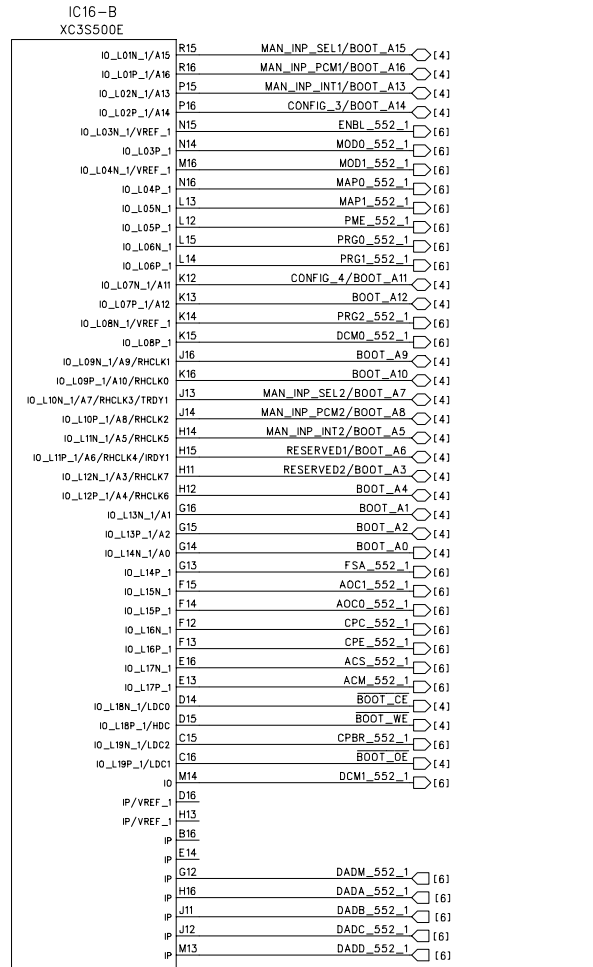 IC16-B
XC3S500E
IO_L01N_1/A15 R15 MAN_INP_SEL1/BOOT_A15 [4]
IO_L01P_1/A16 R16 MAN_INP_PCM1/BOOT_A16 [4]
IO_L02N_1/A13 P15 MAN_INP_INT1/BOOT_A13 [4]
IO_L02P_1/A14 P16 CONFIG_3/BOOT_A14 [4]
IO_L03N_1/VREF_1 N15 ENBL_552_1 [6]
IO_L03P_1 N14 MOD0_552_1 [6]
IO_L04N_1/VREF_1 M16 MOD1_552_1 [6]
IO_L04P_1 N16 MAP0_552_1 [6]
IO_L05N_1 L13 MAP1_552_1 [6]
IO_L05P_1 L12 PME_552_1 [6]
IO_L06N_1 L15 PRG0_552_1 [6]
IO_L06P_1 L14 PRG1_552_1 [6]
IO_L07N_1/A11 K12 CONFIG_4/BOOT_A11 [4]
IO_L07P_1/A12 K13 BOOT_A12 [4]
IO_L08N_1/VREF_1 K14 PRG2_552_1 [6]
IO_L08P_1 K15 DCM0_552_1 [6]
IO_L09N_1/A9/RHCLK1 J16 BOOT_A9 [4]
IO_L09P_1/A10/RHCLK0 K16 BOOT_A10 [4]
IO_L10N_1/A7/RHCLK3/TRDY1 J13 MAN_INP_SEL2/BOOT_A7 [4]
IO_L10P_1/A8/RHCLK2 J14 MAN_INP_PCM2/BOOT_A8 [4]
IO_L11N_1/A5/RHCLK5 H14 MAN_INP_INT2/BOOT_A5 [4]
IO_L11P_1/A6/RHCLK4/IRDY1 H15 RESERVED1/BOOT_A6 [4]
IO_L12N_1/A3/RHCLK7 H11 RESERVED2/BOOT_A3 [4]
IO_L12P_1/A4/RHCLK6 H12 BOOT_A4 [4]
IO_L13N_1/A1 G16 BOOT_A1 [4]
IO_L13P_1/A2 G15 BOOT_A2 [4]
IO_L14N_1/A0 G14 BOOT_A0 [4]
IO_L14P_1 G13 FSA_552_1 [6]
IO_L15N_1 F15 AOC1_552_1 [6]
IO_L15P_1 F14 AOC0_552_1 [6]
IO_L16N_1 F12 CPC_552_1 [6]
IO_L16P_1 F13 CPE_552_1 [6]
IO_L17N_1 E16 ACS_552_1 [6]
IO_L17P_1 E13 ACM_552_1 [6]
IO_L18N_1/LDC0 D14 BOOT_CE [4]
IO_L18P_1/HDC D15 BOOT_WE [4]
IO_L19N_1/LDC2 C15 CPBR_552_1 [6]
IO_L19P_1/LDC1 C16 BOOT_OE [4]
IO M14 DCM1_552_1 [6]
IP/VREF_1 D16
IP/VREF_1 H13
IP B16
IP E14
IP G12 DADM_552_1 [6]
IP H16 DADA_552_1 [6]
IP J11 DADB_552_1 [6]
IP J12 DADC_552_1 [6]
IP M13 DADD_552_1 [6]